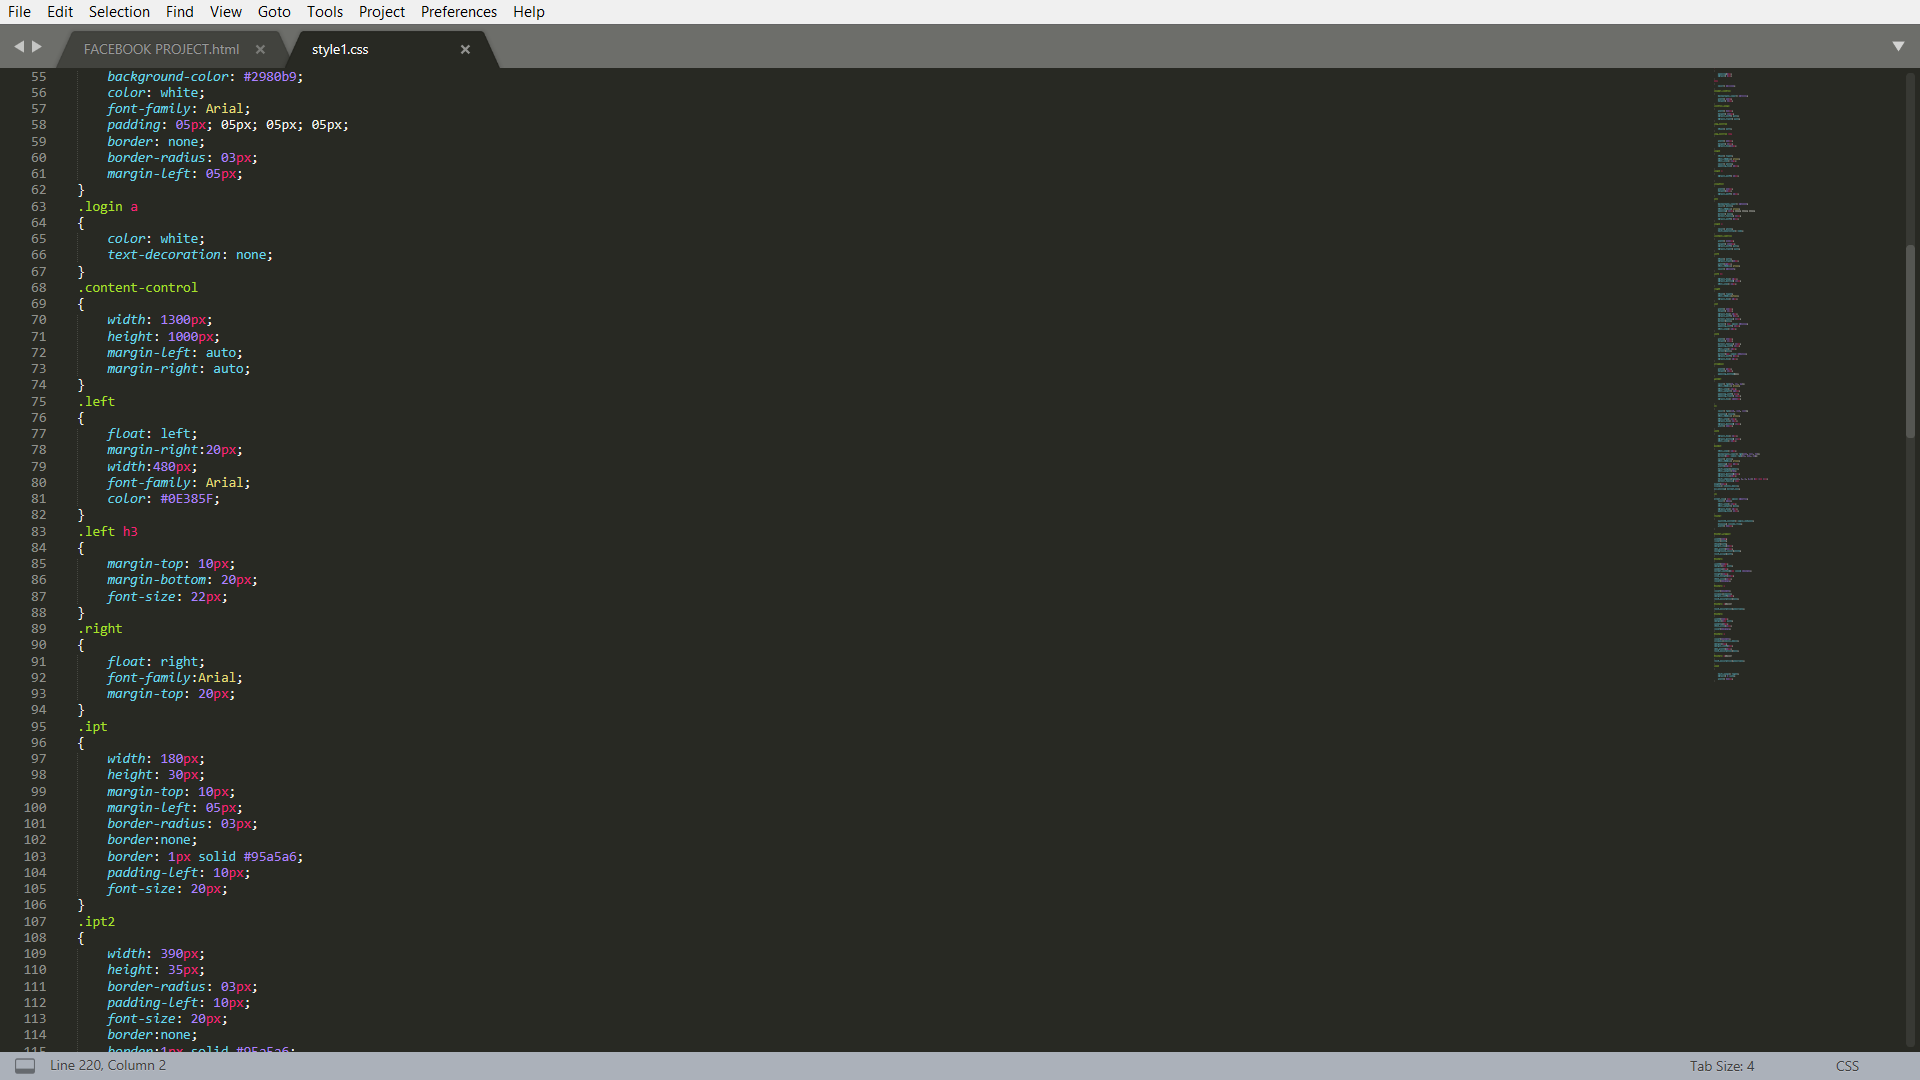 File Edit Selection Find View Goto Tools Project Preferences Help
FACEBOOK PROJECT.html × style1.css ×
55 background-color: #2980b9;
56 color: white;
57 font-family: Arial;
58 padding: 05px; 05px; 05px; 05px;
59 border: none;
60 border-radius: 03px;
61 margin-left: 05px;
62 }
63 .login a
64 {
65 color: white;
66 text-decoration: none;
67 }
68 .content-control
69 {
70 width: 1300px;
71 height: 1000px;
72 margin-left: auto;
73 margin-right: auto;
74 }
75 .left
76 {
77 float: left;
78 margin-right:20px;
79 width:480px;
80 font-family: Arial;
81 color: #0E385F;
82 }
83 .left h3
84 {
85 margin-top: 10px;
86 margin-bottom: 20px;
87 font-size: 22px;
88 }
89 .right
90 {
91 float: right;
92 font-family:Arial;
93 margin-top: 20px;
94 }
95 .ipt
96 {
97 width: 180px;
98 height: 30px;
99 margin-top: 10px;
100 margin-left: 05px;
101 border-radius: 03px;
102 border:none;
103 border: 1px solid #95a5a6;
104 padding-left: 10px;
105 font-size: 20px;
106 }
107 .ipt2
108 {
109 width: 390px;
110 height: 35px;
111 border-radius: 03px;
112 padding-left: 10px;
113 font-size: 20px;
114 border:none;
115 border:1px solid #95a5a6;
Line 220, Column 2 Tab Size: 4 CSS